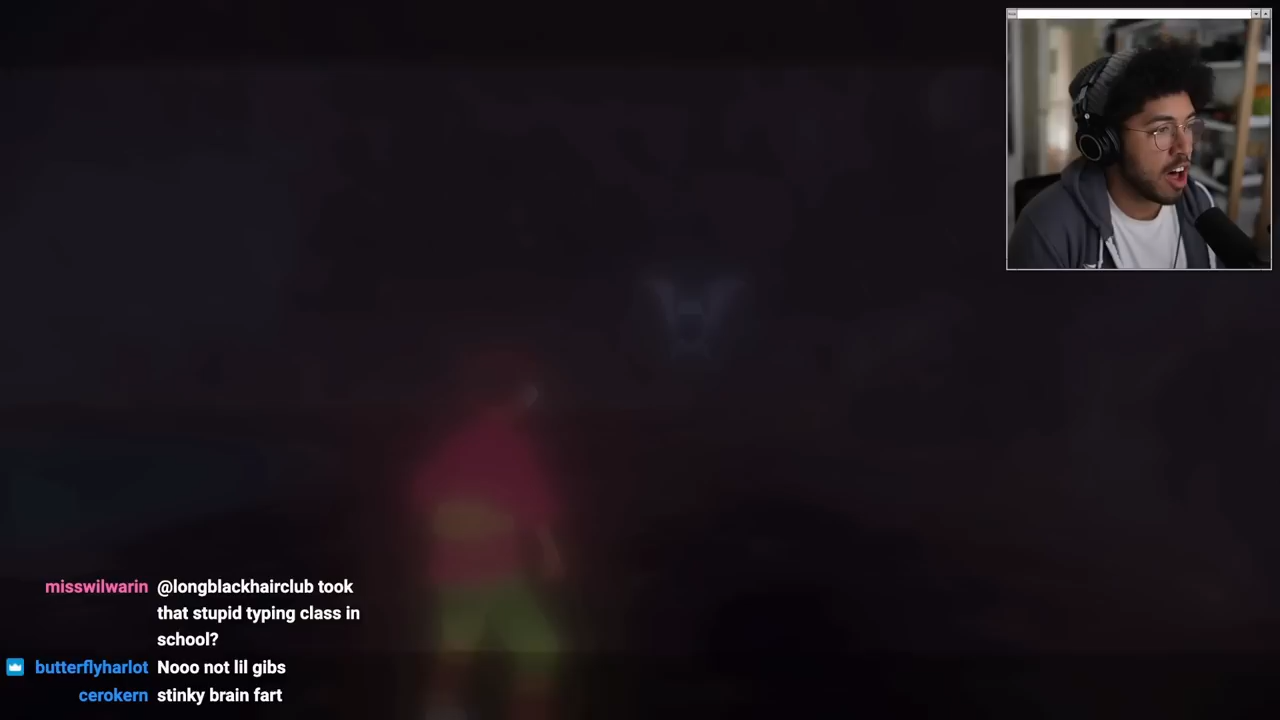 misswilwarin @longblackhairclub took
that stupid typing class in
school?
butterflyharlot Nooo not lil gibs
cerokern stinky brain fart